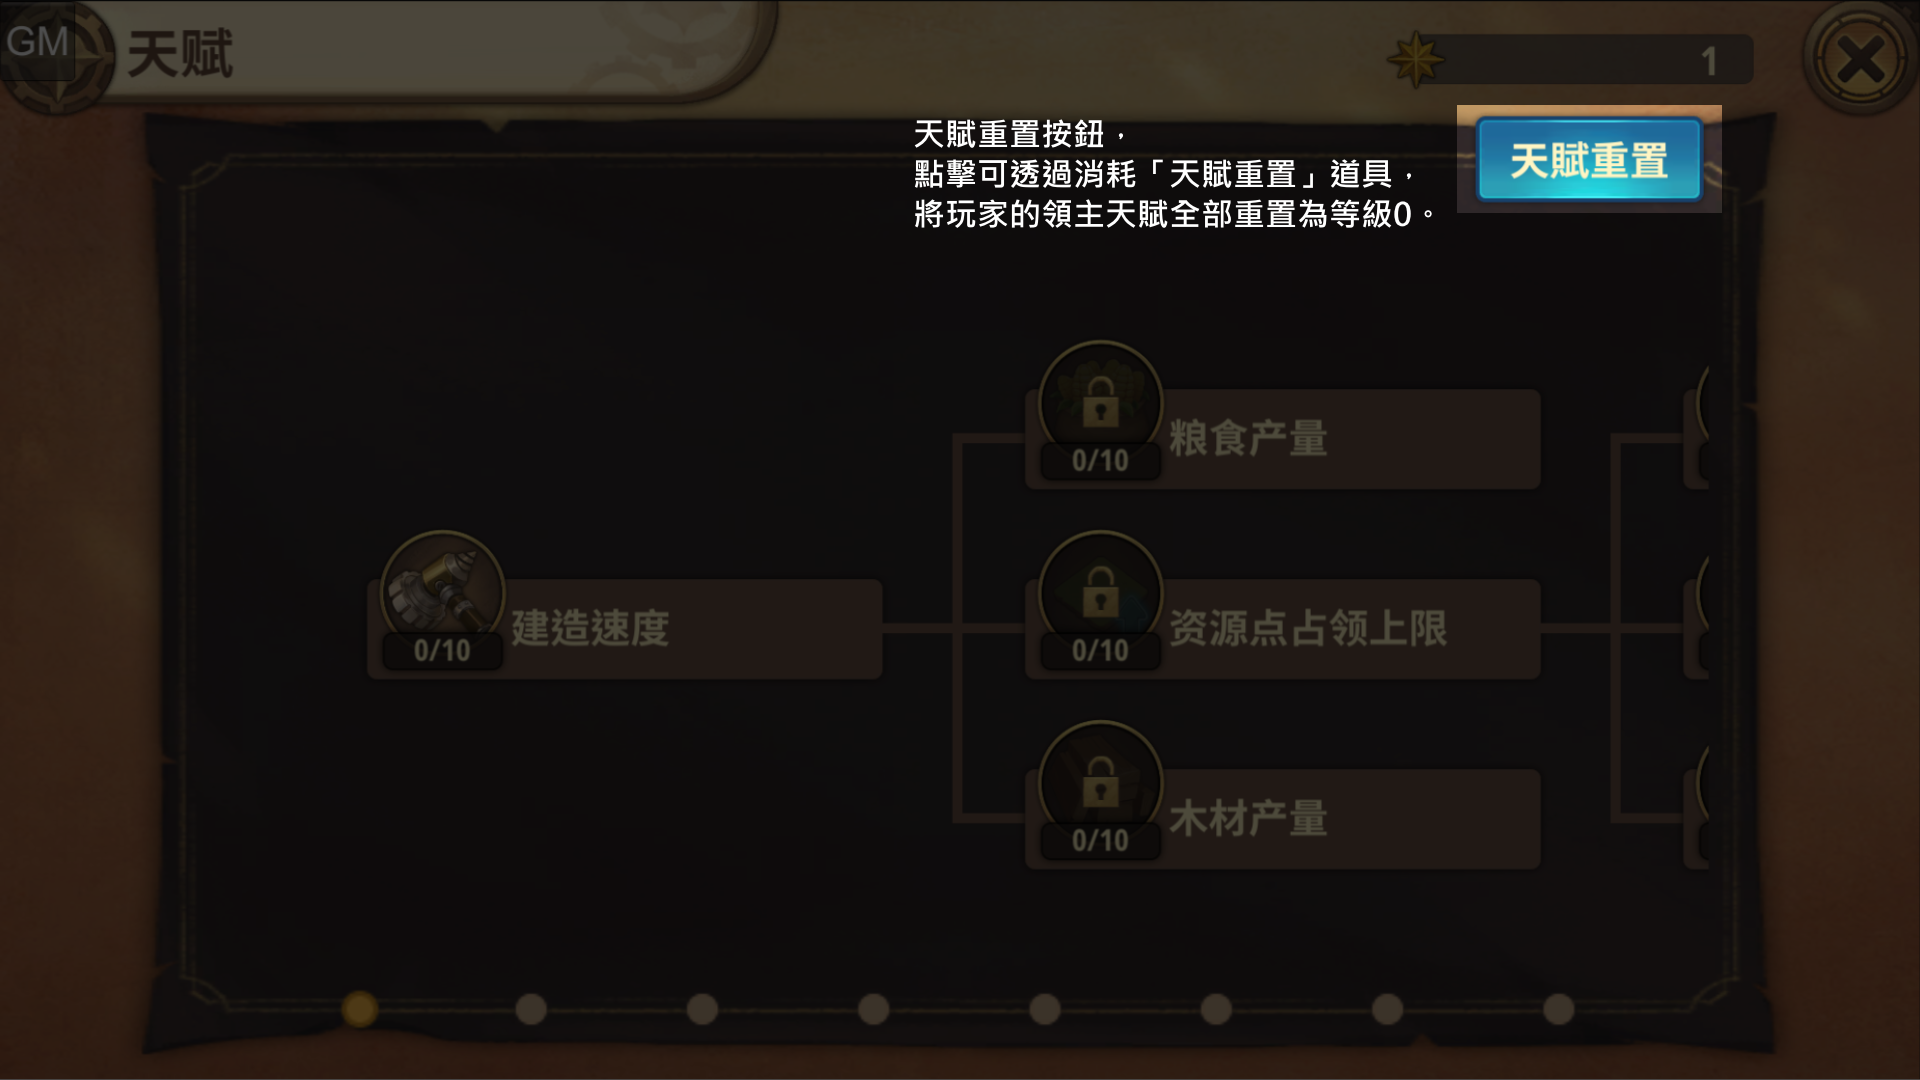 GM
天赋
1
天賦重置按鈕，
點擊可透過消耗「天賦重置」道具，
將玩家的領主天賦全部重置為等級0。
天賦重置
0/10
粮食产量
0/10
建造速度
0/10
资源点占领上限
0/10
木材产量